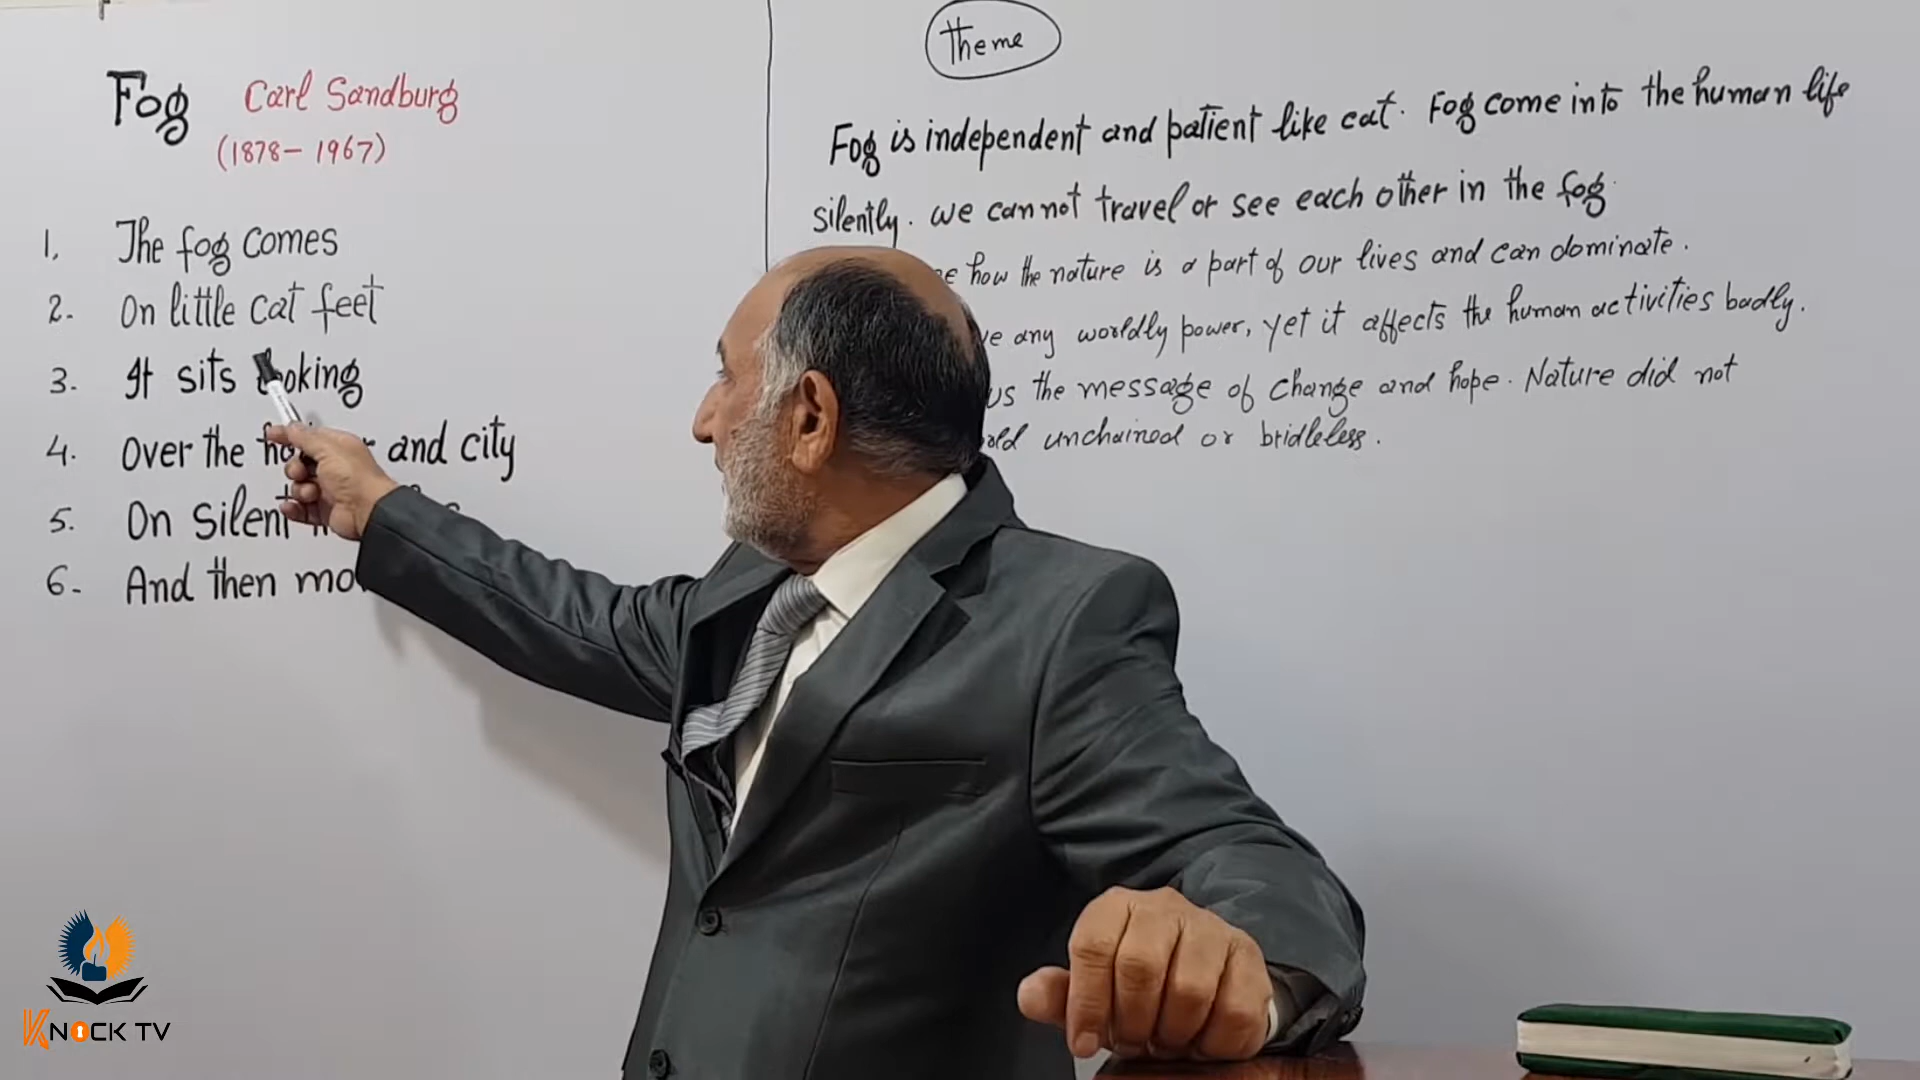 Fog Carl Sandburg
(1878 - 1967)
1. The fog comes
2. On little cat feet
3. It sits looking
4. Over the and city
5. On Silent
6. And then
Theme
Fog is independent and patient like cat. Fog come into the human life
silently. we cannot travel or see each other in the fog.
how the nature is a part of our lives and can dominate.
any worldly power, yet it affects the human activities badly.
us the message of change and hope. Nature did not
unchained or bridleless.
KNOCK TV